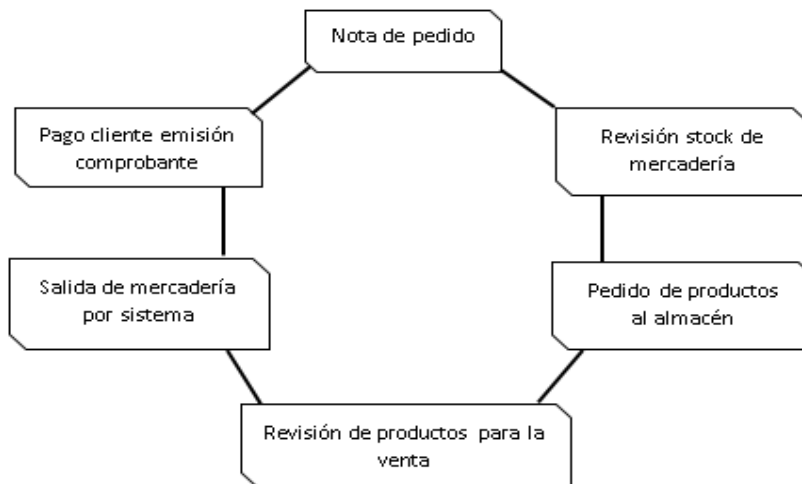 Nota de pedido
Pago cliente emisión
comprobante
Revisión stock de
mercadería
Salida de mercadería
por sistema
Pedido de productos
al almacén
Revisión de productos para la
venta